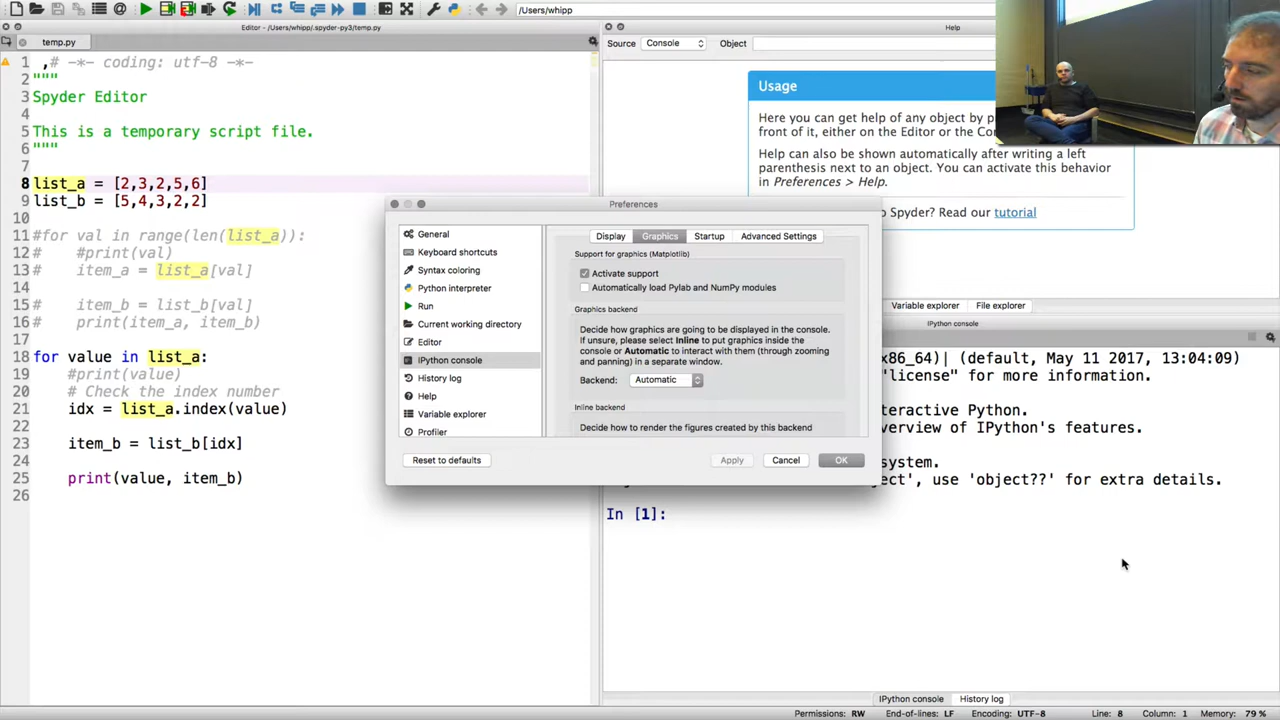 /Users/whipp
Editor - /Users/whipp/.spyder-py3/temp.py
Help
temp.py
Source Console Object
1 ,# -*- coding: utf-8 -*-
2 """
3 Spyder Editor
4
5 This is a temporary script file.
6 """
7
8 list_a = [2,3,2,5,6]
9 list_b = [5,4,3,2,2]
10
11 #for val in range(len(list_a)):
12 #    #print(val)
13 #    item_a = list_a[val]
14
15 #    item_b = list_b[val]
16 #    print(item_a, item_b)
17
18 for value in list_a:
19     #print(value)
20     # Check the index number
21     idx = list_a.index(value)
22
23     item_b = list_b[idx]
24
25     print(value, item_b)
26
Usage
Here you can get help of any object by p
front of it, either on the Editor or the Co
Help can also be shown automatically after writing a left
parenthesis next to an object. You can activate this behavior
in Preferences > Help.
o Spyder? Read our tutorial
Variable explorer File explorer
IPython console
Preferences
General
Keyboard shortcuts
Syntax coloring
Python interpreter
Run
Current working directory
Editor
IPython console
History log
Help
Variable explorer
Profiler
Display Graphics Startup Advanced Settings
Support for graphics (Matplotlib)
Activate support
Automatically load Pylab and NumPy modules
Graphics backend
Decide how graphics are going to be displayed in the console.
If unsure, please select Inline to put graphics inside the
console or Automatic to interact with them (through zooming
and panning) in a separate window.
Backend: Automatic
Inline backend
Decide how to render the figures created by this backend
Reset to defaults Apply Cancel OK
x86_64)| (default, May 11 2017, 13:04:09)
"license" for more information.
teractive Python.
verview of IPython's features.
system.
ject', use 'object??' for extra details.
In [1]:
IPython console History log
Permissions: RW End-of-lines: LF Encoding: UTF-8 Line: 8 Column: 1 Memory: 79 %